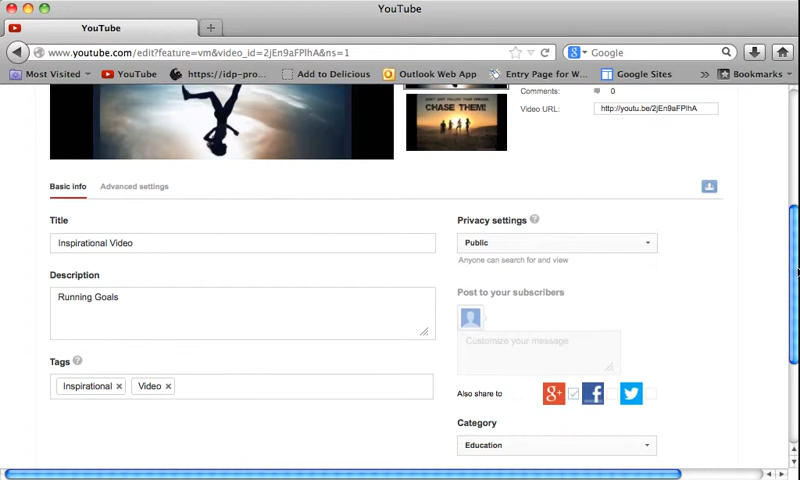 YouTube
YouTube
www.youtube.com/edit?feature=vm&video_id=2jEn9aFPlhA&ns=1
Google
Most Visited
YouTube
https://idp-pro...
Add to Delicious
Outlook Web App
Entry Page for W...
Google Sites
Bookmarks
CHASE THEM!
Comments: 0
Video URL: http://youtu.be/2jEn9aFPlhA
Basic info
Advanced settings
Title
Privacy settings
Inspirational Video
Public
Anyone can search for and view
Description
Post to your subscribers
Running Goals
Customize your message
Tags
Inspirational
Video
Also share to
Category
Education